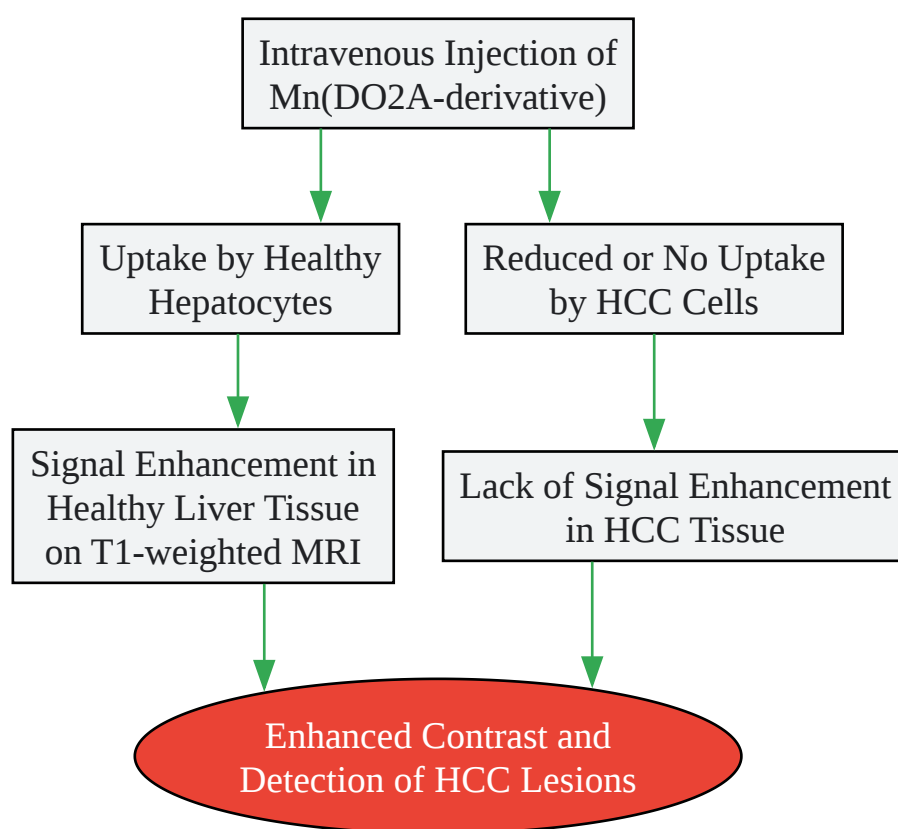 Intravenous Injection of
Mn(DO2A-derivative)
Uptake by Healthy
Hepatocytes
Reduced or No Uptake
by HCC Cells
Signal Enhancement in
Healthy Liver Tissue
on T1-weighted MRI
Lack of Signal Enhancement
in HCC Tissue
Enhanced Contrast and
Detection of HCC Lesions